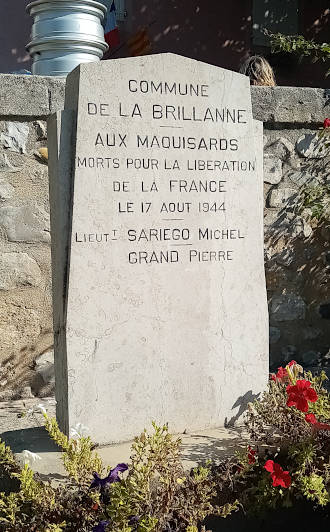 COMMUNE
DE LA BRILLANNE
AUX MAQUISARDS
MORTS POUR LA LIBERATION
DE LA FRANCE
LE 17 AOUT 1944
LIEUTT SARIEGO MICHEL
GRAND PIERRE